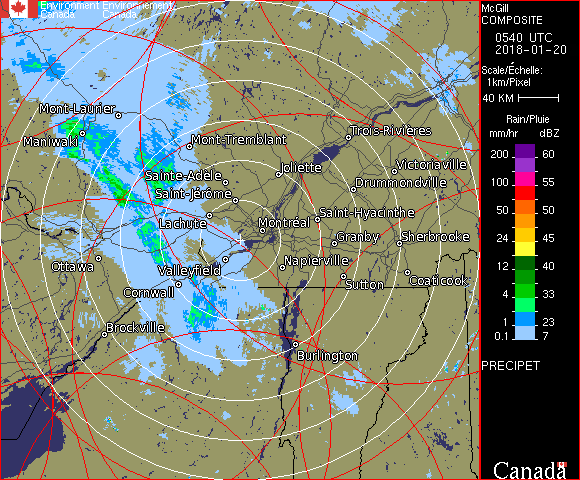 Environment Environnement
Canada Canada
McGill
COMPOSITE
0540 UTC
2018-01-20
Scale/Échelle:
1km/Pixel
40 KM
Rain/Pluie
mm/hr dBZ
200 60
150 57
100 55
50 50
24 45
12 40
4 33
1 23
0.1 7
PRECIPET
Canada
Mont-Laurier
Maniwaki
Mont-Tremblant
Trois-Rivières
Sainte-Adèle
Joliette
Victoriaville
Saint-Jérôme
Drummondville
Lachute
Montréal
Saint-Hyacinthe
Granby
Sherbrooke
Ottawa
Valleyfield
Napierville
Cornwall
Sutton
Coaticook
Brockville
Burlington